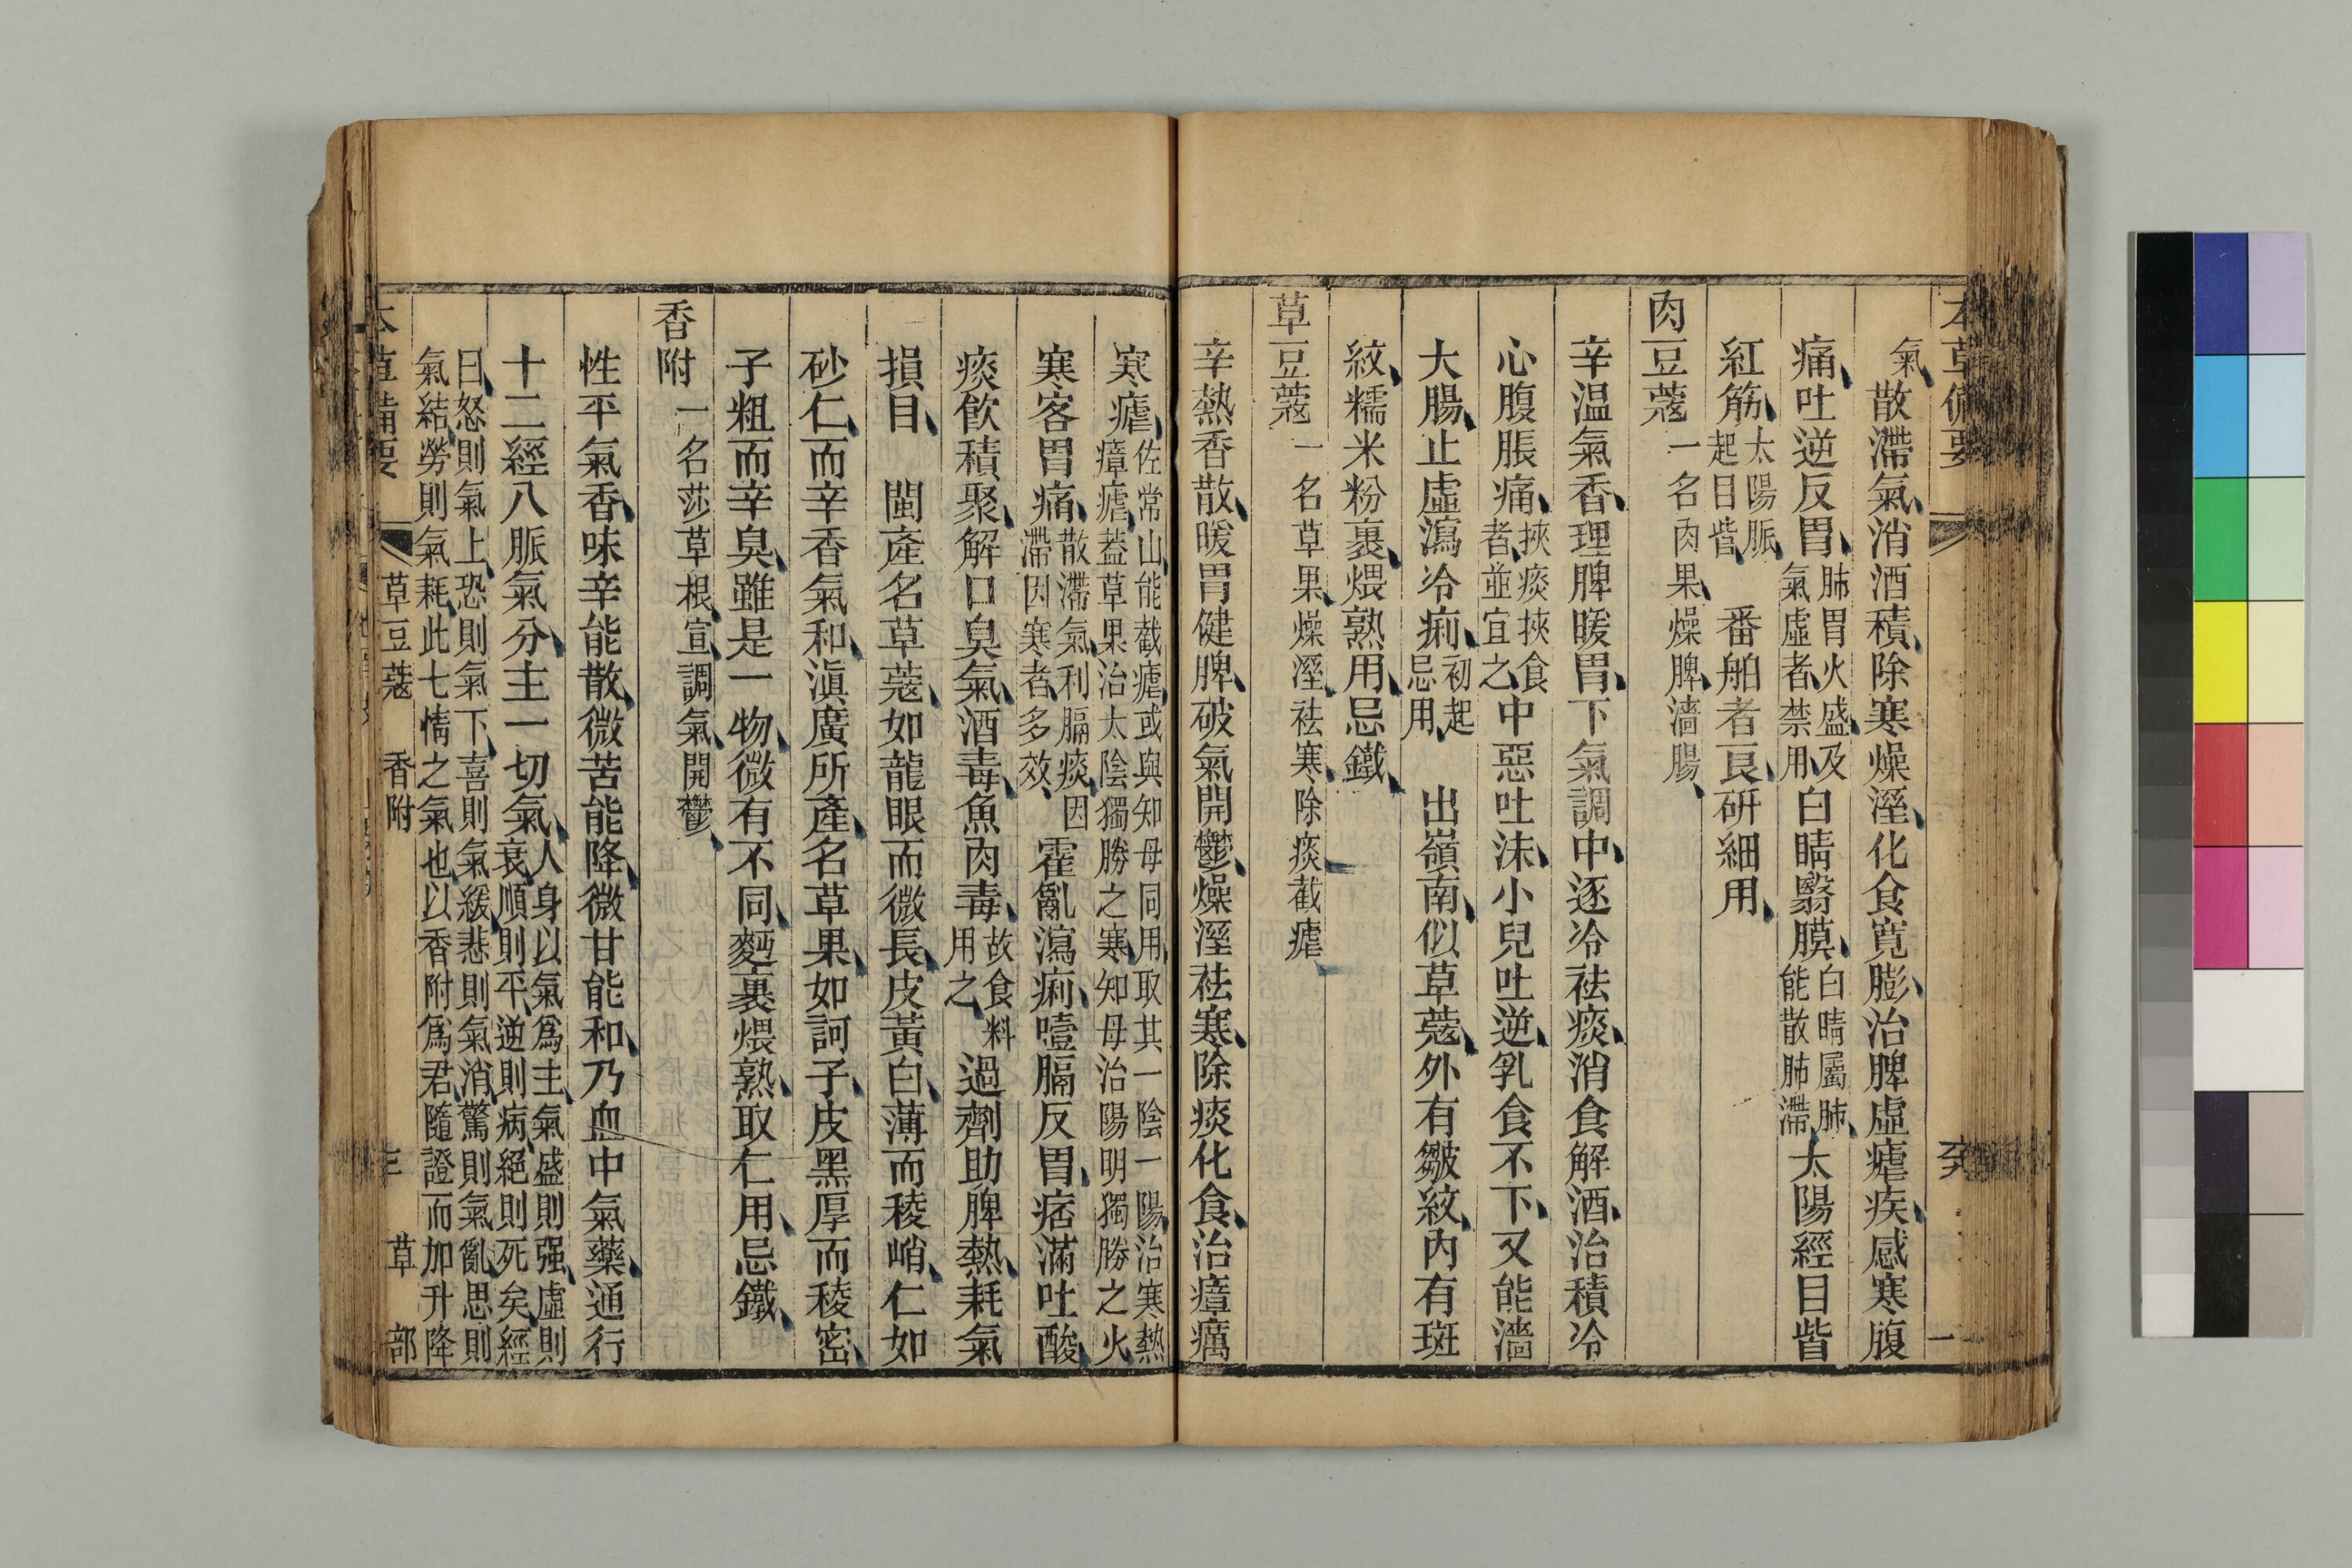 氣散滯氣消酒積除寒燥溼化食寬膨治脾虛瘧疾感寒腹
痛吐逆反胃肺胃火盛及氣虛者禁用白睛翳膜白睛屬肺能散肺滯太陽經目眥
紅筋太陽脈起目眥番舶者良研細用
肉豆蔻一名肉果燥脾濇腸
辛温氣香理脾暖胃下氣調中逐冷祛痰消食解酒治積冷
心腹脹痛挾痰挾食者並宜之中惡吐沫小兒吐逆乳食不下又能濇
大腸止虛瀉冷痢初起忌用出嶺南似草蔻外有皺紋內有斑
紋糯米粉裹煨熟用忌鐵
草豆蔻一名草果燥溼祛寒除痰截瘧
辛熱香散暖胃健脾破氣開鬱燥溼祛寒除痰化食治瘴癘
寒瘧佐常山能截瘧或與知母同用取其一陰一陽治寒熱瘴瘧蓋草果治太陰獨勝之寒知母治陽明獨勝之火
寒客胃痛散滯氣利膈痰因滯因寒者多效霍亂瀉痢噎膈反胃痞滿吐酸
痰飲積聚解口臭氣酒毒魚肉毒故食料用之過劑助脾熱耗氣
損目閩產名草蔻如龍眼而微長皮黃白薄而稜峭仁如
砂仁而辛香氣和滇廣所產名草果如訶子皮黑厚而稜密
子粗而辛臭雖是一物微有不同麪裹煨熟取仁用忌鐵
香附一名莎草根宣調氣開鬱
性平氣香味辛能散微苦能降微甘能和乃血中氣藥通行
十二經八脈氣分主一切氣人身以氣爲主氣盛則强虛則衰順則平逆則病絕則死矣經
曰怒則氣上恐則氣下喜則氣緩悲則氣消驚則氣亂思則氣結勞則氣耗此七情之氣也以香附爲君隨證而加升降
本草備要 草豆蔻 香附 三 草部